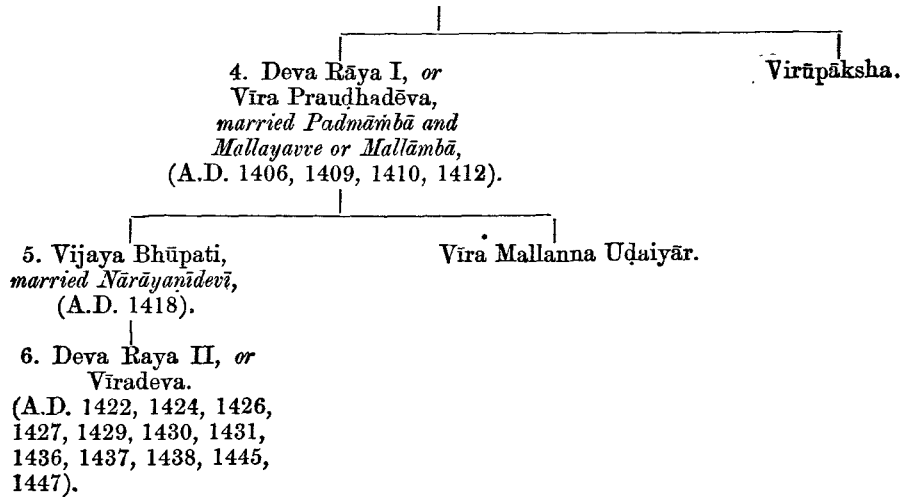 4. Deva Rāya I, or
Vīra Prauḍhadēva,
married Padmāṁbā and
Mallayavve or Mallāmbā,
(A.D. 1406, 1409, 1410, 1412).
Virūpāksha.
5. Vijaya Bhūpati,
married Nārāyaṇīdevī,
(A.D. 1418).
Vīra Mallanna Uḍaiyār.
6. Deva Raya II, or
Vīradeva.
(A.D. 1422, 1424, 1426,
1427, 1429, 1430, 1431,
1436, 1437, 1438, 1445,
1447).